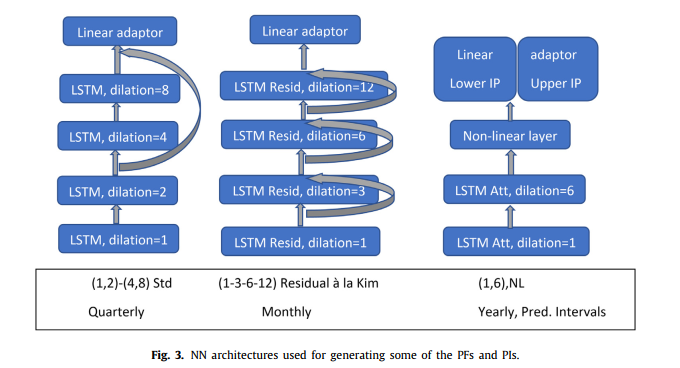 Linear adaptor
LSTM, dilation=8
LSTM, dilation=4
LSTM, dilation=2
LSTM, dilation=1
Linear adaptor
LSTM Resid, dilation=12
LSTM Resid, dilation=6
LSTM Resid, dilation=3
LSTM Resid, dilation=1
Linear adaptor
Lower IP Upper IP
Non-linear layer
LSTM Att, dilation=6
LSTM Att, dilation=1
(1,2)-(4,8) Std (1-3-6-12) Residual à la Kim (1,6),NL
Quarterly Monthly Yearly, Pred. Intervals
Fig. 3. NN architectures used for generating some of the PFs and PIs.